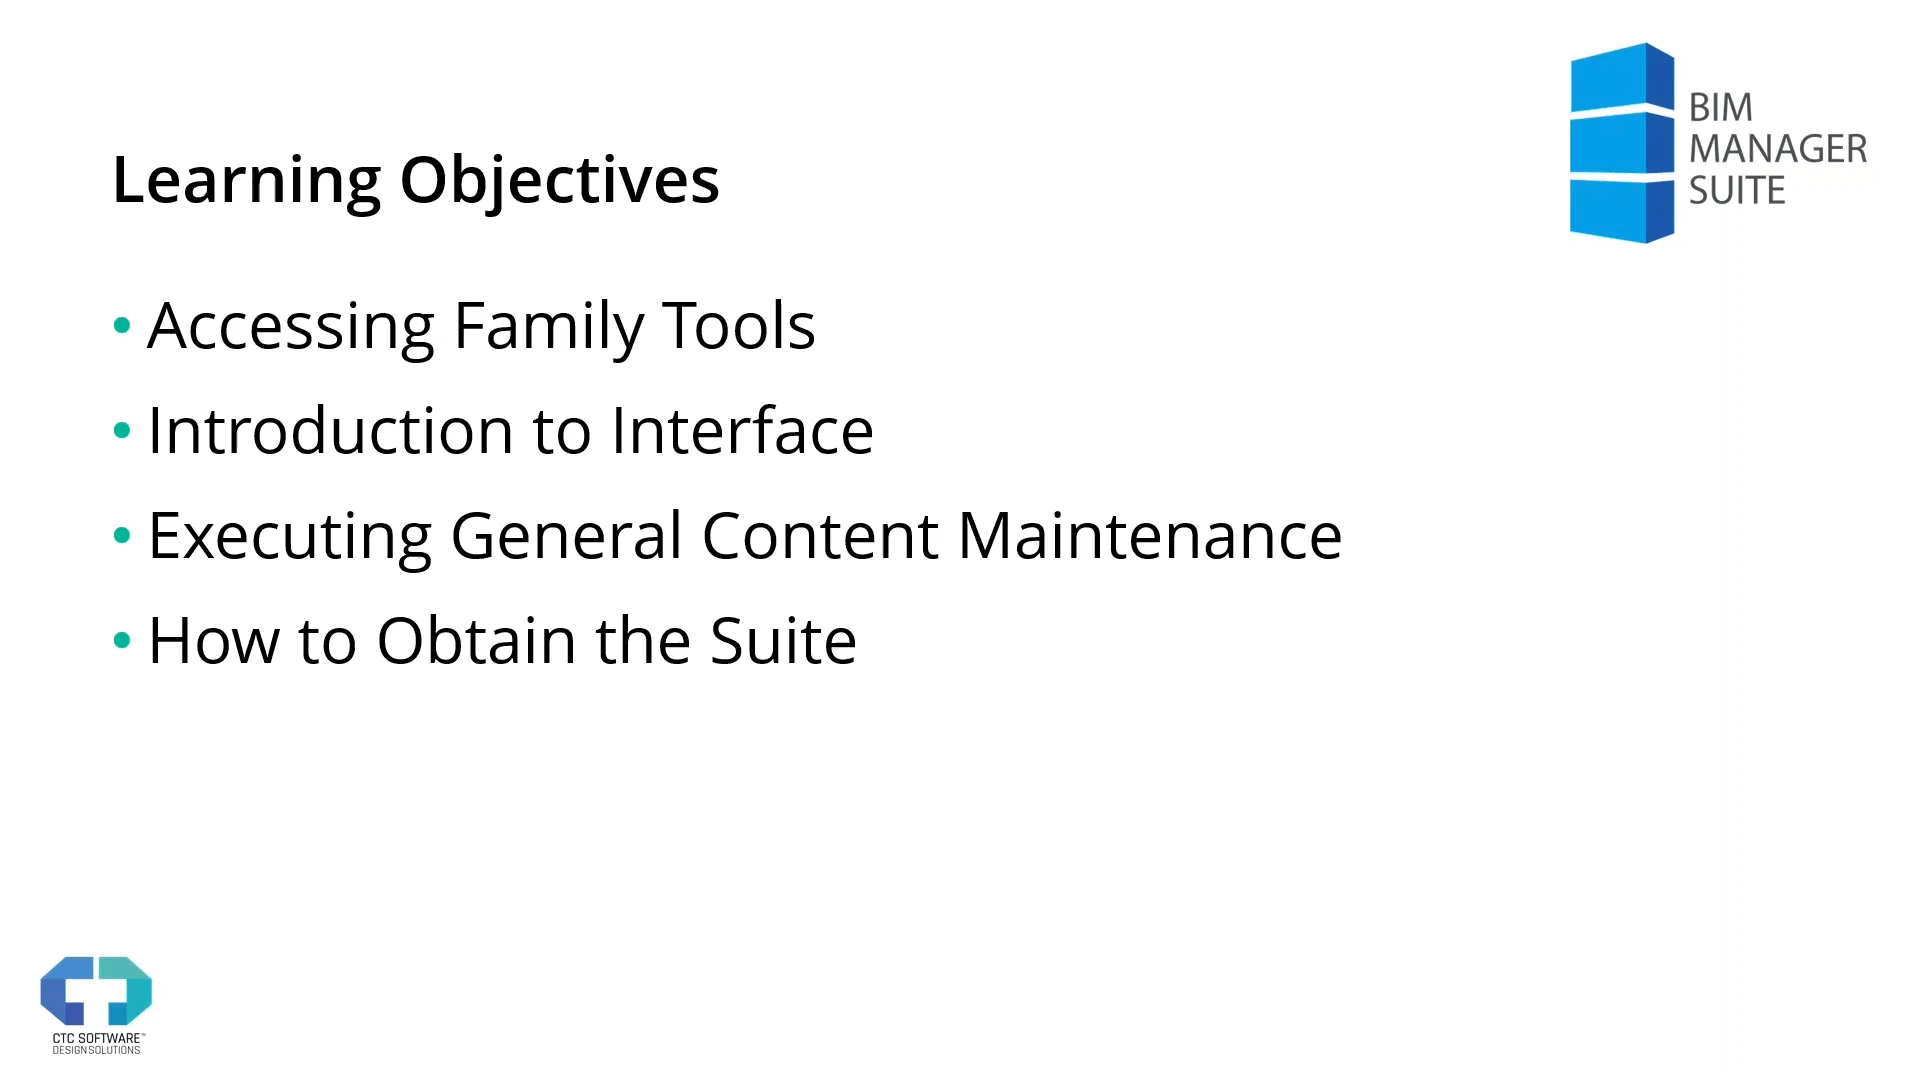 BIM
MANAGER
SUITE
Learning Objectives
• Accessing Family Tools
• Introduction to Interface
• Executing General Content Maintenance
• How to Obtain the Suite
CTC SOFTWARE™
DESIGN SOLUTIONS